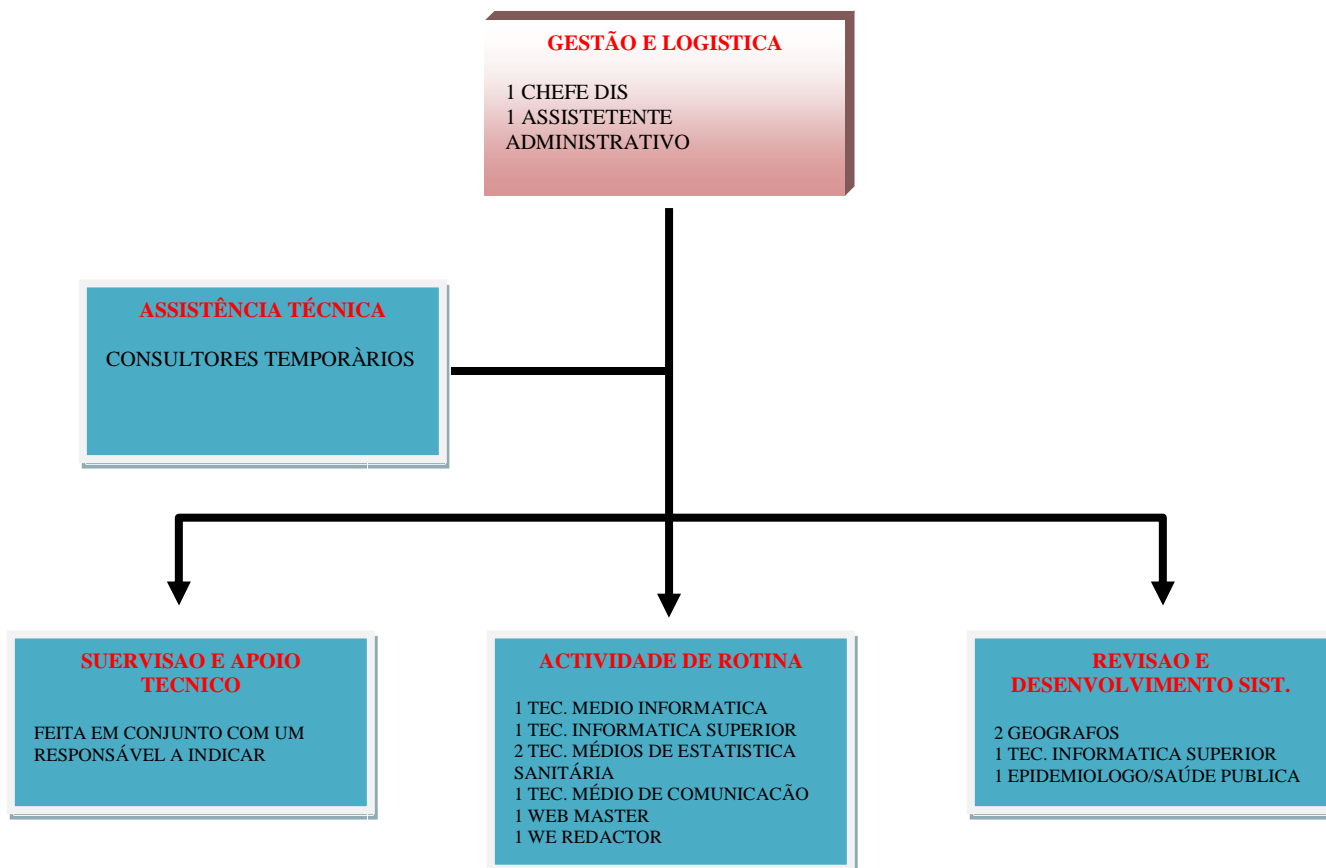 GESTÃO E LOGISTICA
1 CHEFE DIS
1 ASSISTETENTE
ADMINISTRATIVO
ASSISTÊNCIA TÉCNICA
CONSULTORES TEMPORÀRIOS
SUERVISAO E APOIO
TECNICO
FEITA EM CONJUNTO COM UM
RESPONSÁVEL A INDICAR
ACTIVIDADE DE ROTINA
1 TEC. MEDIO INFORMATICA
1 TEC. INFORMATICA SUPERIOR
2 TEC. MÉDIOS DE ESTATISTICA
SANITÁRIA
1 TEC. MÉDIO DE COMUNICACÃO
1 WEB MASTER
1 WE REDACTOR
REVISAO E
DESENVOLVIMENTO SIST.
2 GEOGRAFOS
1 TEC. INFORMATICA SUPERIOR
1 EPIDEMIOLOGO/SAÚDE PUBLICA